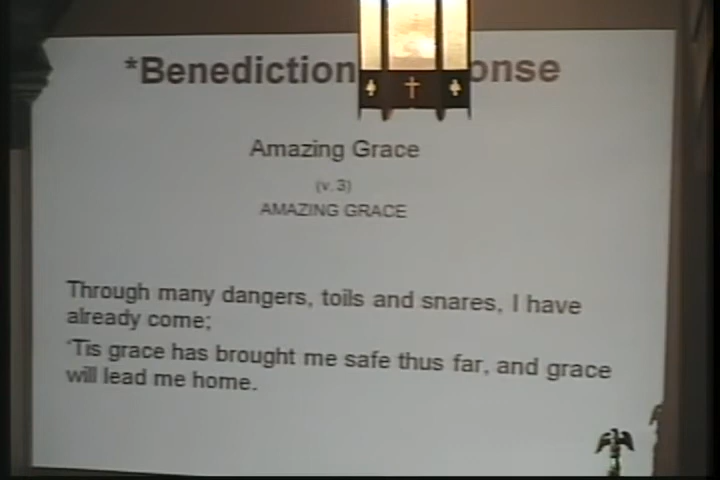 *Benediction onse
Amazing Grace
(v. 3)
AMAZING GRACE
Through many dangers, toils and snares, I have
already come;
'Tis grace has brought me safe thus far, and grace
will lead me home.